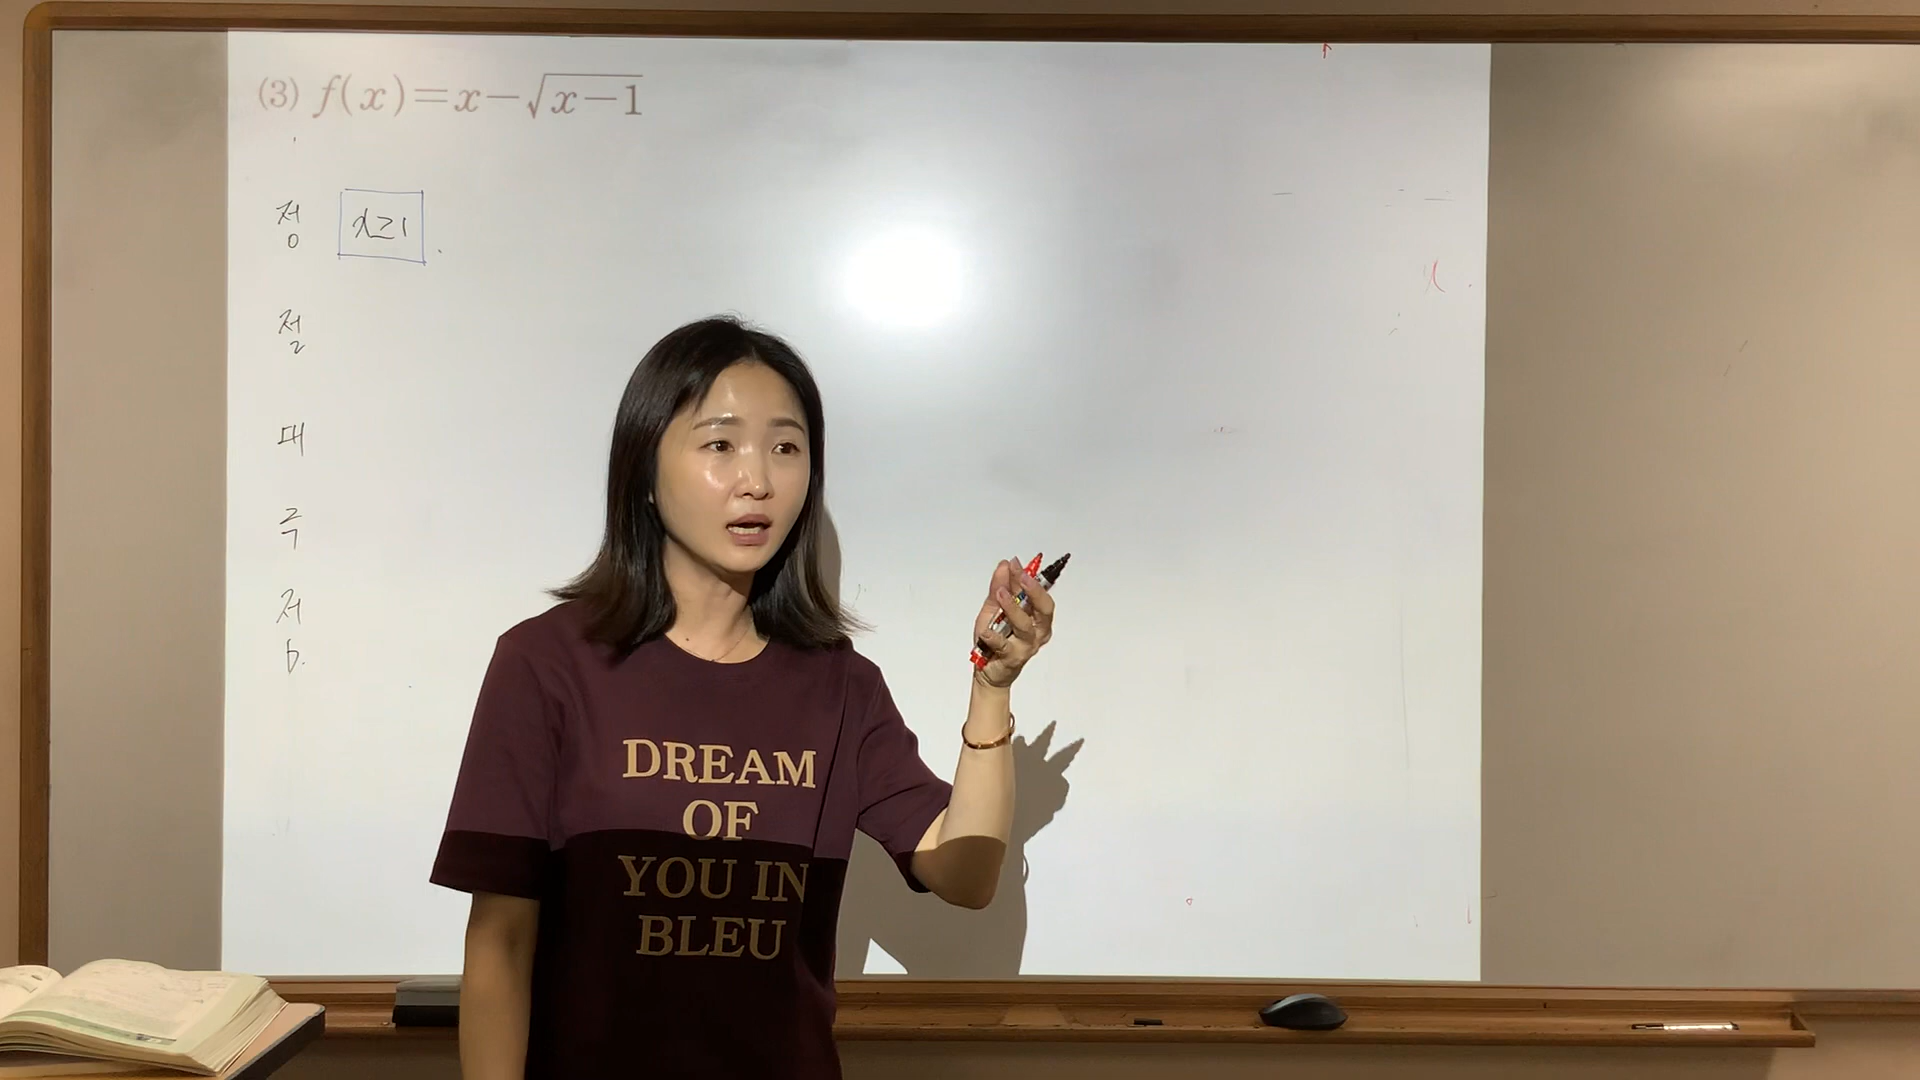 (3) f(x)=x-√(x-1)
정 x≥1
절
대
극
저
b.
DREAM
OF
YOU IN
BLEU